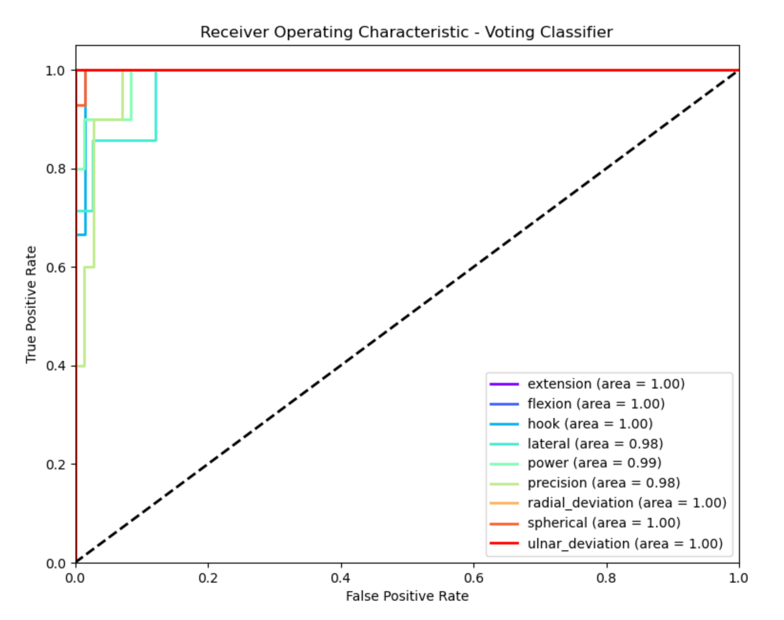 Receiver Operating Characteristic - Voting Classifier
True Positive Rate
1.0
0.8
0.6
0.4
0.2
0.0
extension (area = 1.00)
flexion (area = 1.00)
hook (area = 1.00)
lateral (area = 0.98)
power (area = 0.99)
precision (area = 0.98)
radial_deviation (area = 1.00)
spherical (area = 1.00)
ulnar_deviation (area = 1.00)
0.0 0.2 0.4 0.6 0.8 1.0
False Positive Rate